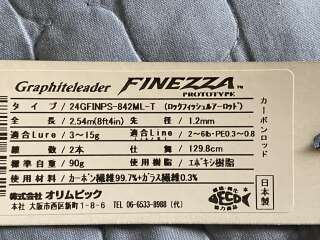 Graphiteleader FINEZZA™
PROTOTYPE
タイプ 24GFINPS-842ML-T (ロックフィッシュルアーロッド)
全長 2.54m(8ft4in) 先径 1.2mm
適合Lure 3~15g 適合Line 2~6lb・PE0.3~0.8
継数 2本 仕舞 129.8cm
標準自重 90g 使用樹脂 エポキシ樹脂
使用材料 カーボン繊維99.7%+ガラス繊維0.3%
株式会社オリムピック TEL 06-6533-8988 (代)
本社 大阪市西区新町1-8-6
カーボンロッド
日本製